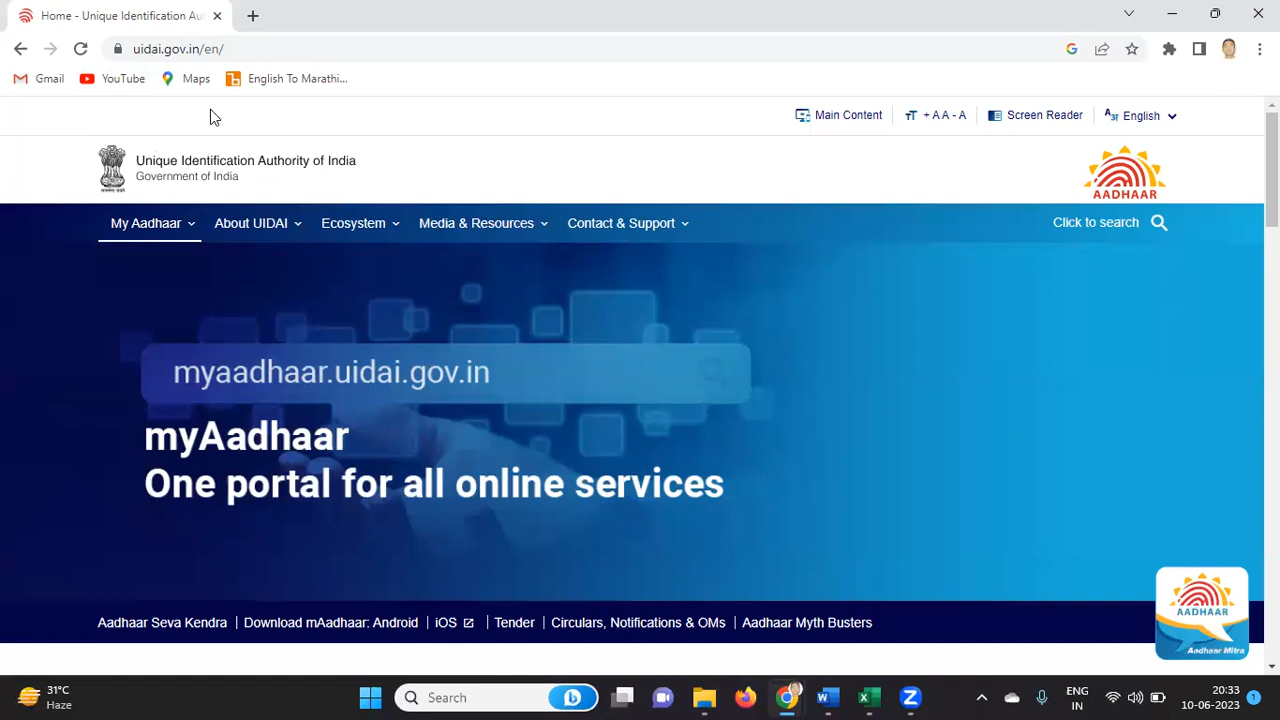 Home - Unique Identification Aut
uidai.gov.in/en/
Gmail YouTube Maps English To Marathi...
Main Content + A A - A Screen Reader English
Unique Identification Authority of India
Government of India
AADHAAR
My Aadhaar About UIDAI Ecosystem Media & Resources Contact & Support Click to search
myaadhaar.uidai.gov.in
myAadhaar
One portal for all online services
AADHAAR
Aadhaar Mitra
Aadhaar Seva Kendra Download mAadhaar: Android iOS Tender Circulars, Notifications & OMs Aadhaar Myth Busters
31°C
Haze
Search
ENG
IN
20:33
10-06-2023
1